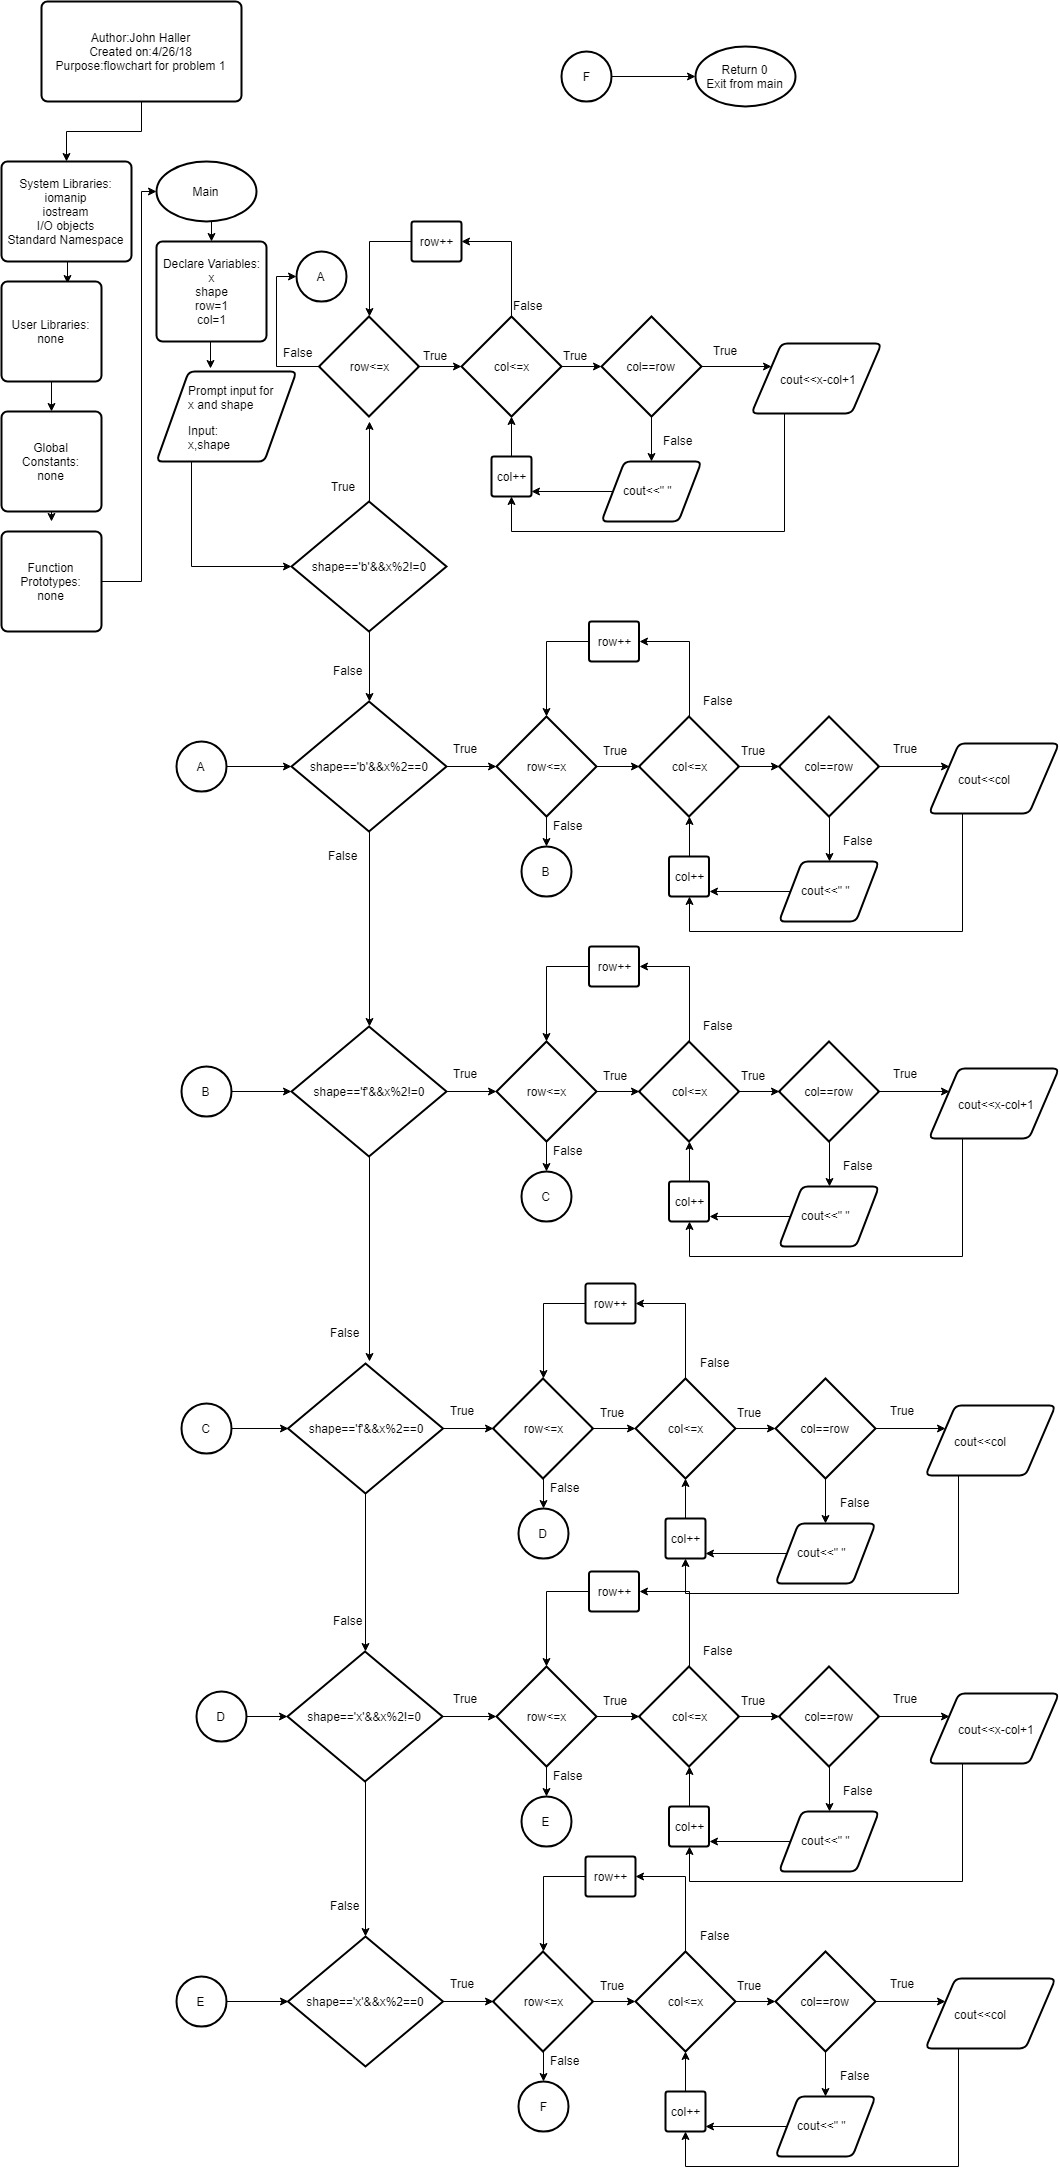 Author:John Haller
Created on:4/26/18
Purpose:flowchart for problem 1
F
Return 0
Exit from main
System Libraries:
iomanip
iostream
I/O objects
Standard Namespace
Main
User Libraries:
none
Declare Variables:
x
shape
row=1
col=1
A
Global
Constants:
none
Prompt input for
x and shape
Input:
x,shape
Function
Prototypes:
none
row++
False
False
row<=x
True
col<=x
True
col==row
True
cout<<x-col+1
False
col++
cout<<" "
True
shape=='b'&&x%2!=0
False
row++
False
A
shape=='b'&&x%2==0
True
row<=x
True
col<=x
True
col==row
True
cout<<col
False
False
False
B
col++
cout<<" "
row++
False
B
shape=='f'&&x%2!=0
True
row<=x
True
col<=x
True
col==row
True
cout<<x-col+1
False
False
C
col++
cout<<" "
False
row++
False
C
shape=='f'&&x%2==0
True
row<=x
True
col<=x
True
col==row
True
cout<<col
False
False
D
col++
cout<<" "
False
row++
False
D
shape=='x'&&x%2!=0
True
row<=x
True
col<=x
True
col==row
True
cout<<x-col+1
False
False
E
col++
cout<<" "
False
row++
False
E
shape=='x'&&x%2==0
True
row<=x
True
col<=x
True
col==row
True
cout<<col
False
False
F
col++
cout<<" "